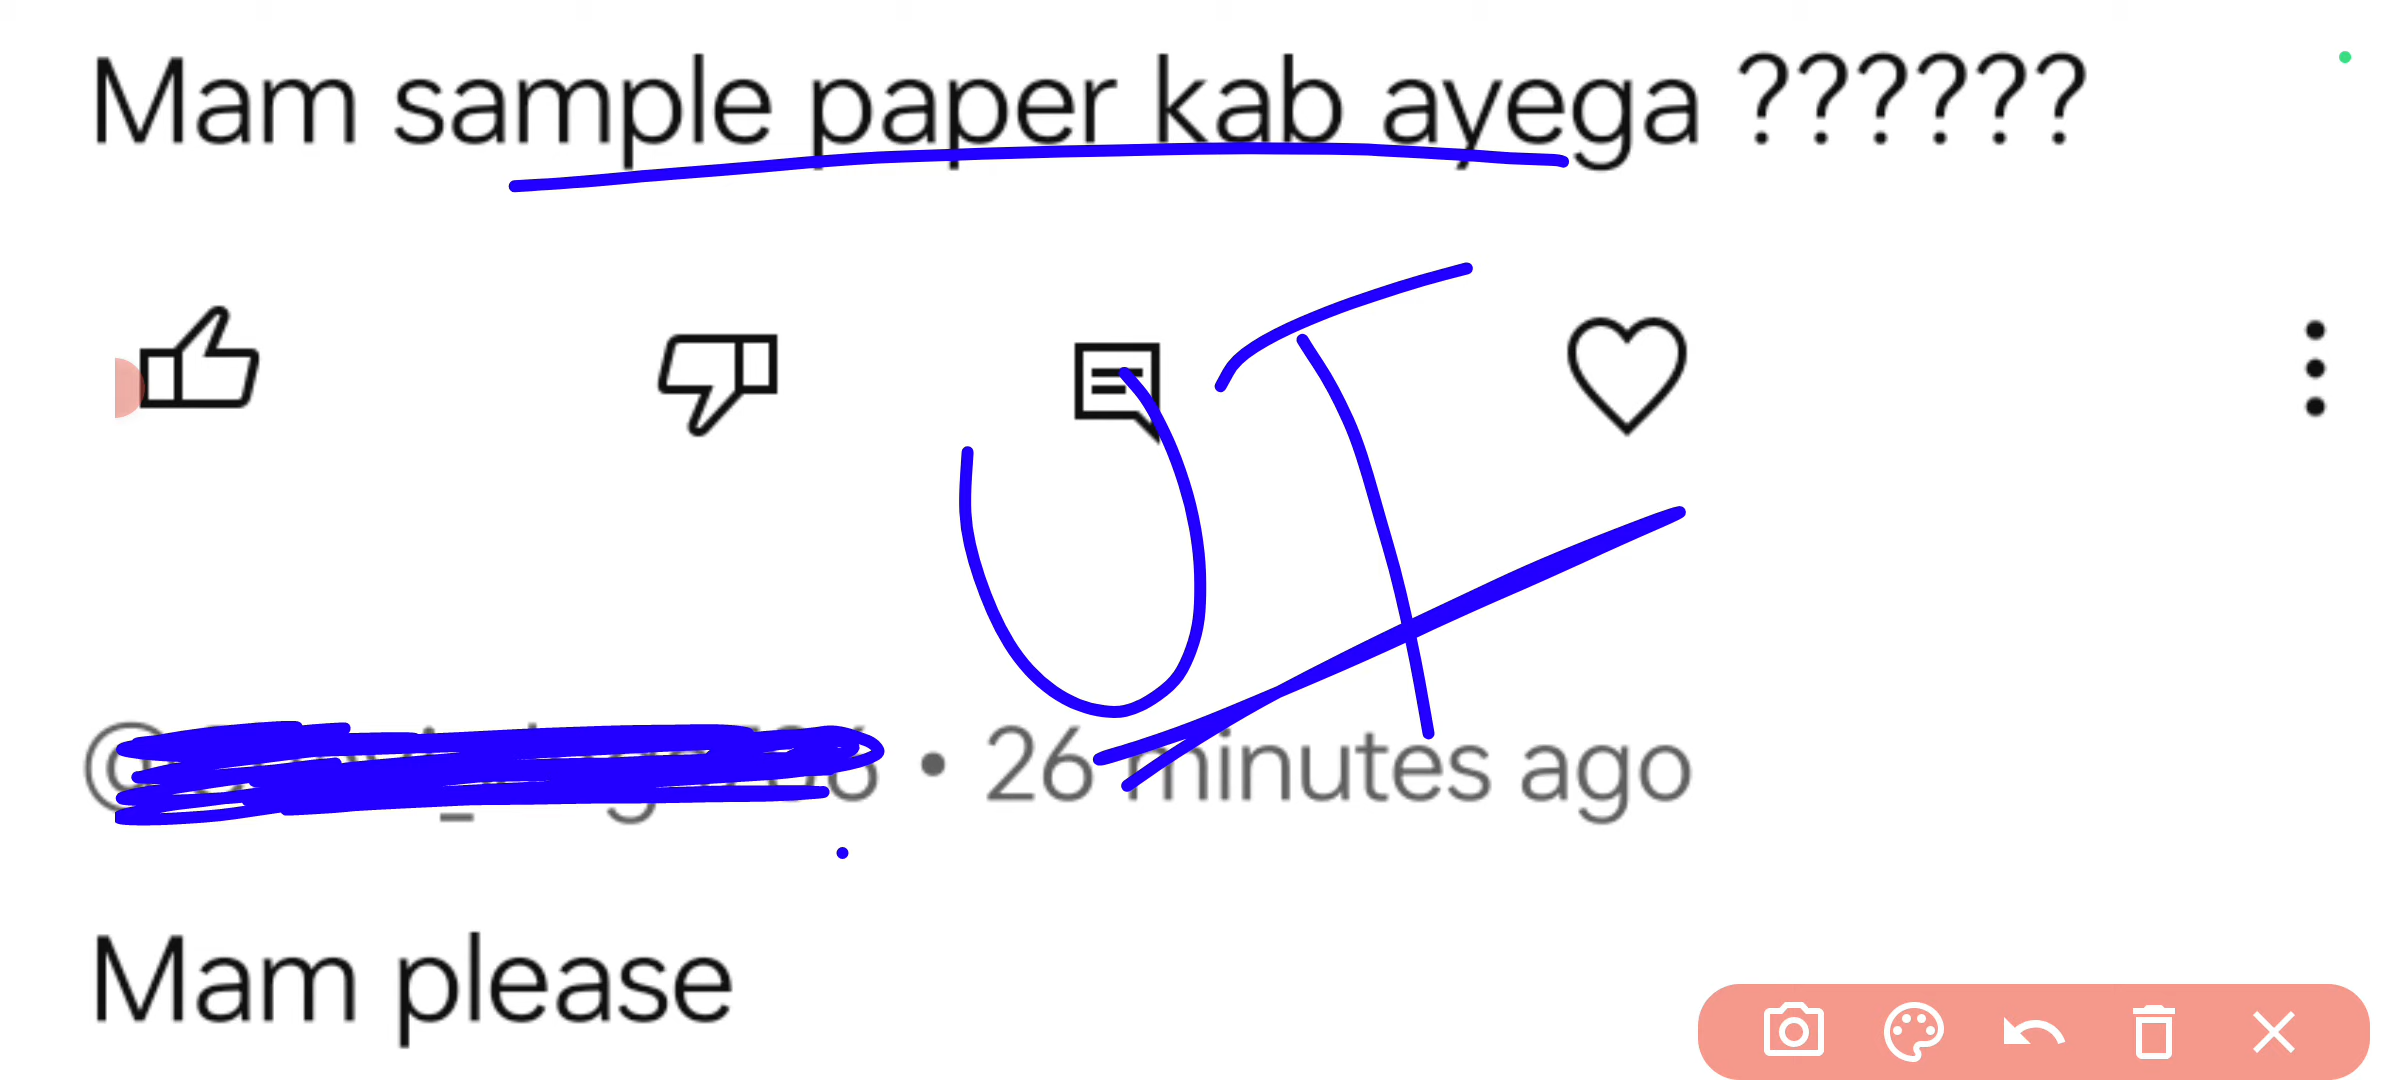 Mam sample paper kab ayega ??????
UT
• 26 minutes ago
Mam please